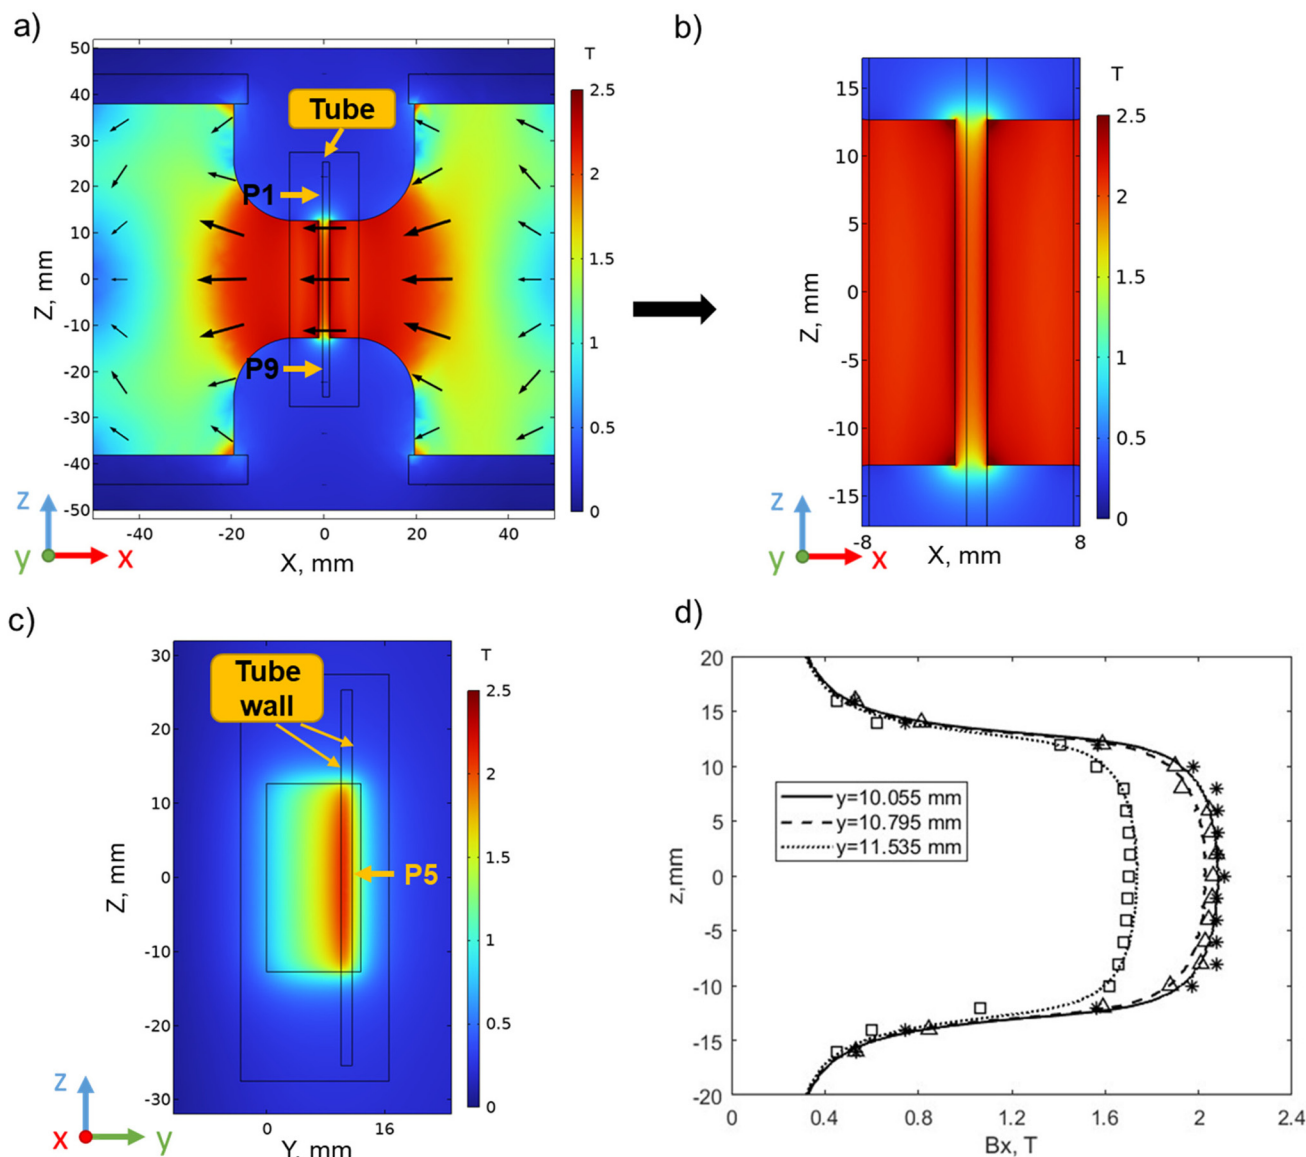 a)
50
40
30
20
10
0
-10
-20
-30
-40
-50
Z, mm
-40
-20
0
20
40
X, mm
Tube
P1
P9
T
2.5
2
1.5
1
0.5
0
z
y
x
b)
15
10
5
0
-5
-10
-15
Z, mm
-8
8
X, mm
T
2.5
2
1.5
1
0.5
0
z
y
x
c)
30
20
10
0
-10
-20
-30
Z, mm
0
16
Y, mm
Tube
wall
P5
T
2.5
2
1.5
1
0.5
0
z
x
y
d)
20
15
10
5
0
-5
-10
-15
-20
z,mm
y=10.055 mm
y=10.795 mm
y=11.535 mm
0
0.4
0.8
1.2
1.6
2
2.4
Bx, T